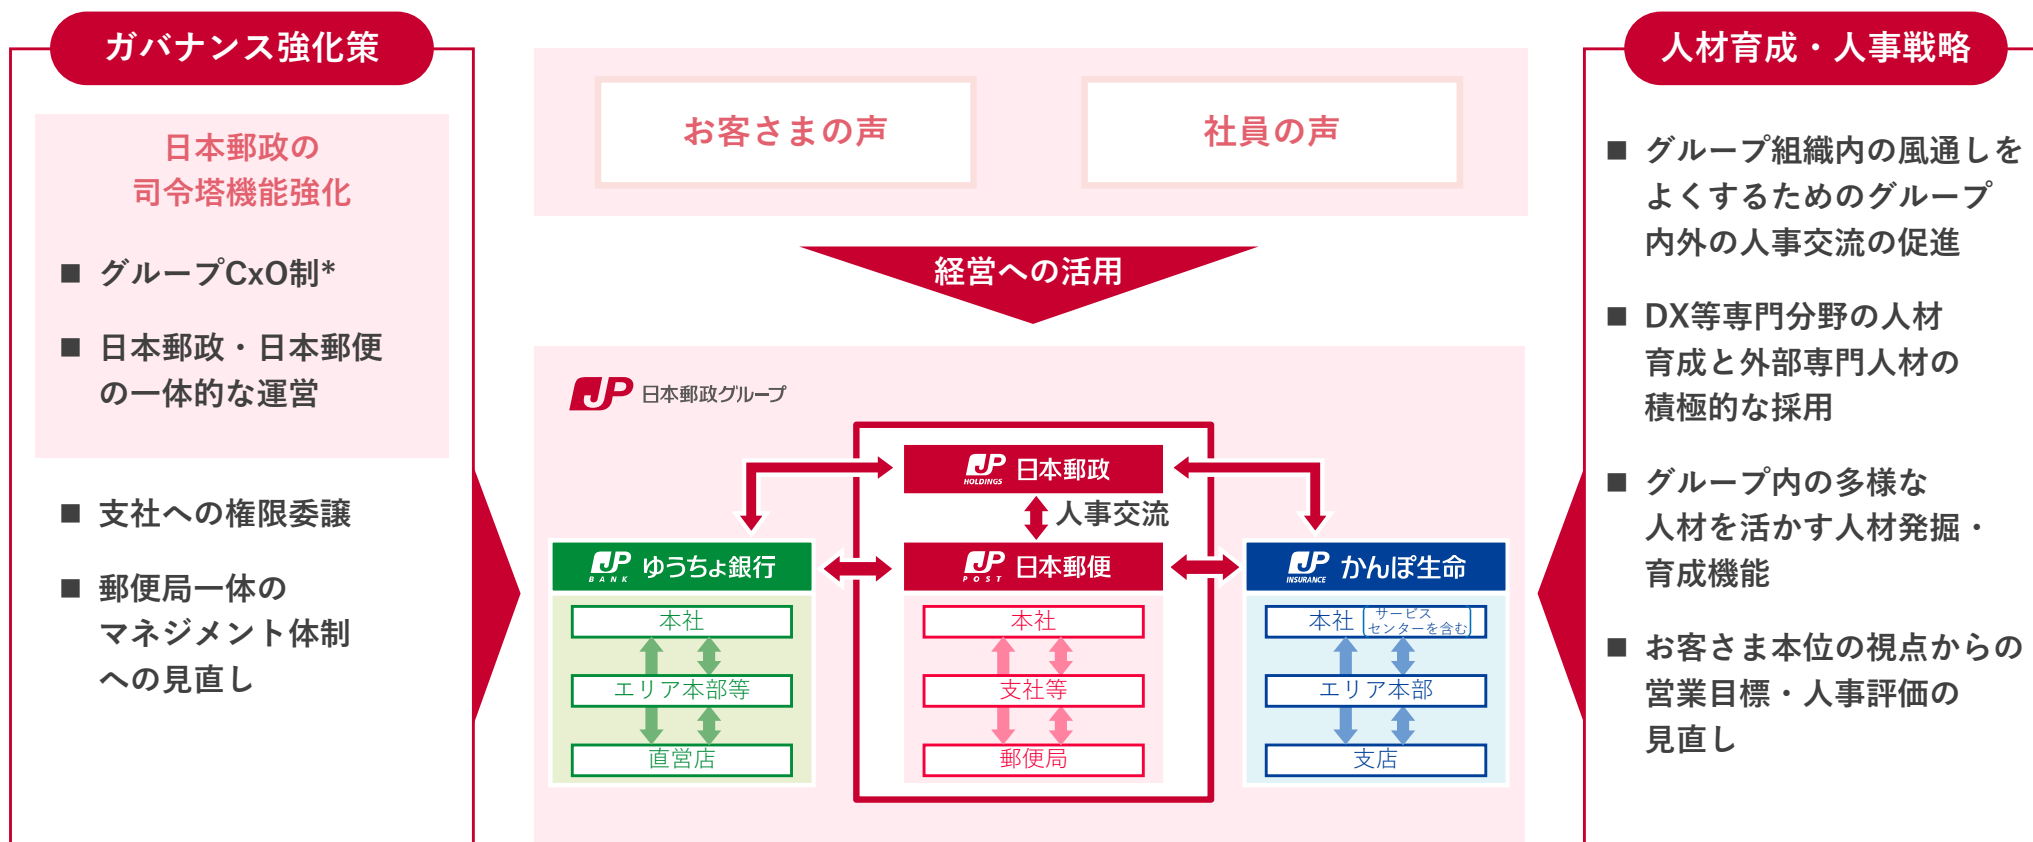 ガバナンス強化策
日本郵政の
司令塔機能強化
■ グループCxO制*
■ 日本郵政・日本郵便
の一体的な運営
■ 支社への権限委譲
■ 郵便局一体の
マネジメント体制
への見直し
お客さまの声
社員の声
経営への活用
JP 日本郵政グループ
JP HOLDINGS 日本郵政
人事交流
JP BANK ゆうちょ銀行
本社
エリア本部等
直営店
JP POST 日本郵便
本社
支社等
郵便局
JP INSURANCE かんぽ生命
本社 (サービス
センターを含む)
エリア本部
支店
人材育成・人事戦略
■ グループ組織内の風通しを
よくするためのグループ
内外の人事交流の促進
■ DX等専門分野の人材
育成と外部専門人材の
積極的な採用
■ グループ内の多様な
人材を活かす人材発掘・
育成機能
■ お客さま本位の視点からの
営業目標・人事評価の
見直し